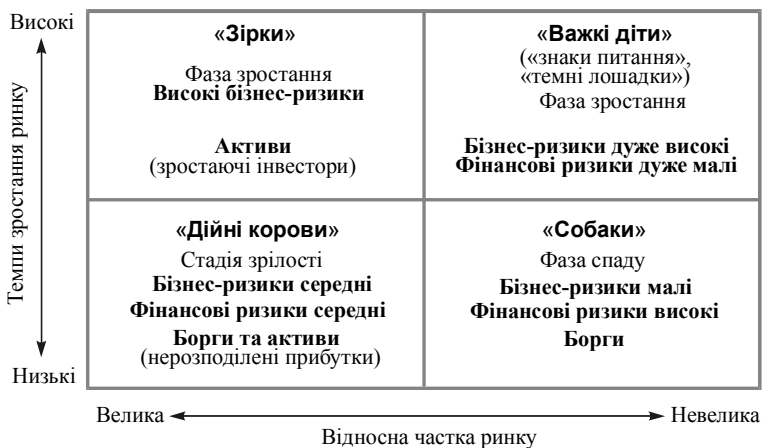 Високі
Темпи зростання ринку
Низькі
«Зірки»
Фаза зростання
Високі бізнес-ризики
Активи
(зростаючі інвестори)
«Важкі діти»
(«знаки питання»,
«темні лошадки»)
Фаза зростання
Бізнес-ризики дуже високі
Фінансові ризики дуже малі
«Дійні корови»
Стадія зрілості
Бізнес-ризики середні
Фінансові ризики середні
Борги та активи
(нерозподілені прибутки)
«Собаки»
Фаза спаду
Бізнес-ризики малі
Фінансові ризики високі
Борги
Велика
Невелика
Відносна частка ринку